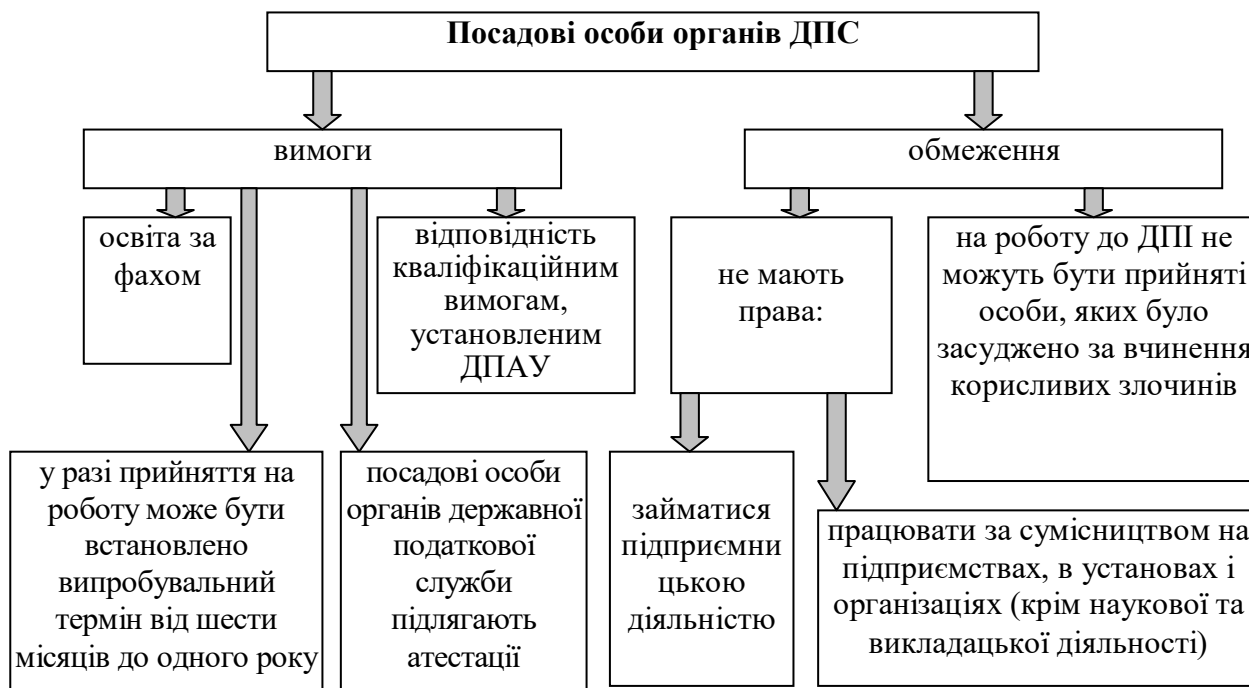 Посадові особи органів ДПС
вимоги
обмеження
освіта за
фахом
відповідність
кваліфікаційним
вимогам,
установленим
ДПАУ
не мають
права:
на роботу до ДПІ не
можуть бути прийняті
особи, яких було
засуджено за вчинення
корисливих злочинів
у разі прийняття на
роботу може бути
встановлено
випробувальний
термін від шести
місяців до одного року
посадові особи
органів державної
податкової
служби
підлягають
атестації
займатися
підприємни
цькою
діяльністю
працювати за сумісництвом на
підприємствах, в установах і
організаціях (крім наукової та
викладацької діяльності)